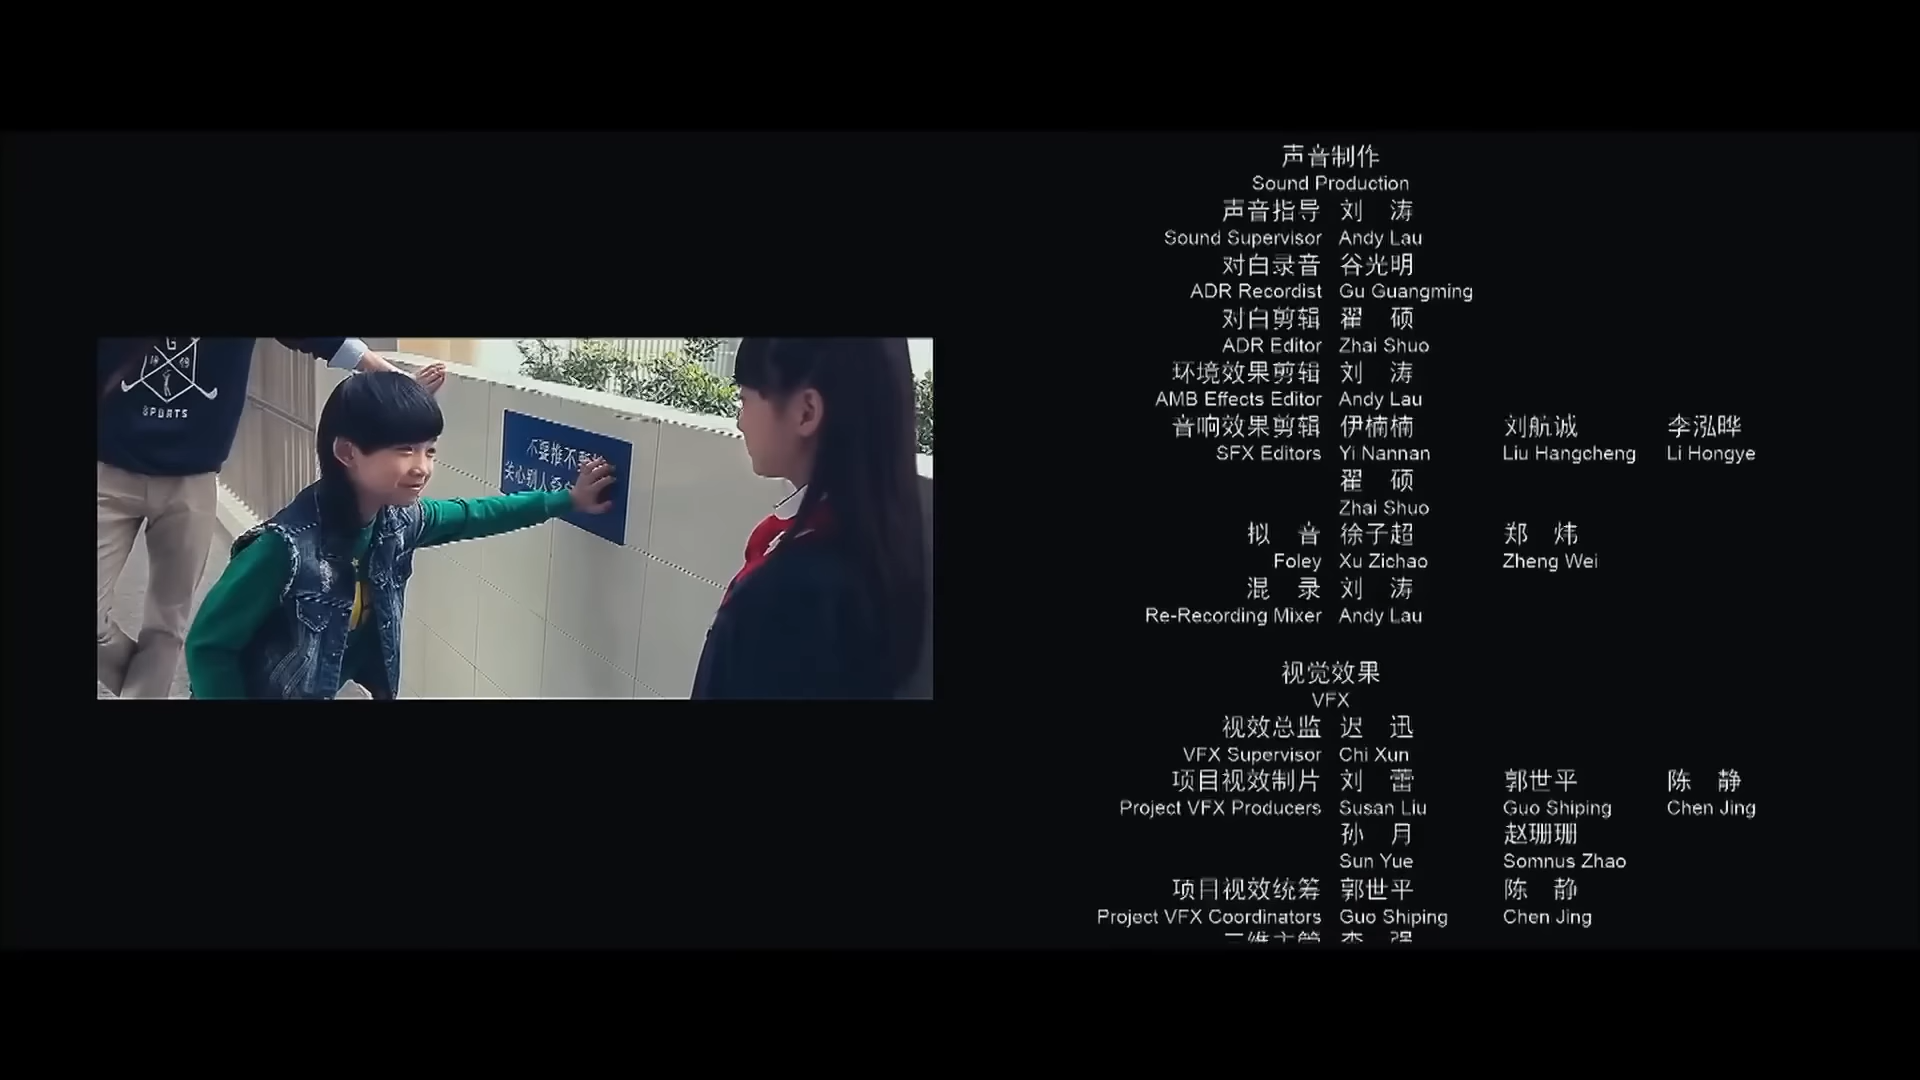 G
19 49
SPORTS
不要推不要
关心别人
声音制作
Sound Production
声音指导 刘 涛
Sound Supervisor Andy Lau
对白录音 谷光明
ADR Recordist Gu Guangming
对白剪辑 翟 硕
ADR Editor Zhai Shuo
环境效果剪辑 刘 涛
AMB Effects Editor Andy Lau
音响效果剪辑 伊楠楠 刘航诚 李泓晔
SFX Editors Yi Nannan Liu Hangcheng Li Hongye
翟 硕
Zhai Shuo
拟 音 徐子超 郑 炜
Foley Xu Zichao Zheng Wei
混 录 刘 涛
Re-Recording Mixer Andy Lau
视觉效果
VFX
视效总监 迟 迅
VFX Supervisor Chi Xun
项目视效制片 刘 蕾 郭世平 陈 静
Project VFX Producers Susan Liu Guo Shiping Chen Jing
孙 月 赵珊珊
Sun Yue Somnus Zhao
项目视效统筹 郭世平 陈 静
Project VFX Coordinators Guo Shiping Chen Jing